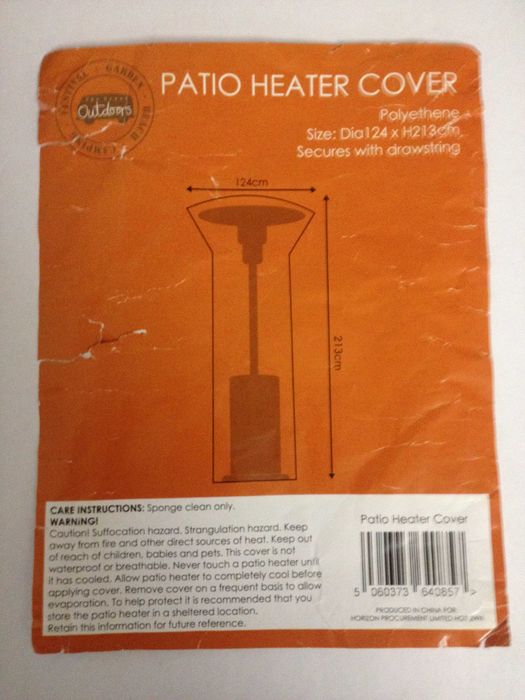 FESTIVAL · GARDEN · BEACH · CAMPING
Outdoors
PATIO HEATER COVER
Polyethene
Size: Dia124 x H213cm
Secures with drawstring
124cm
213cm
CARE INSTRUCTIONS: Sponge clean only.
WARNING!
Caution! Suffocation hazard. Strangulation hazard. Keep
away from fire and other direct sources of heat. Keep out
of reach of children, babies and pets. This cover is not
waterproof or breathable. Never touch a patio heater until
it has cooled. Allow patio heater to completely cool before
applying cover. Remove cover on a frequent basis to allow
evaporation. To help protect it is recommended that you
store the patio heater in a sheltered location.
Retain this information for future reference.
Patio Heater Cover
5 060373 640857 >
PRODUCED IN CHINA FOR:
HORIZON PROCUREMENT LIMITED